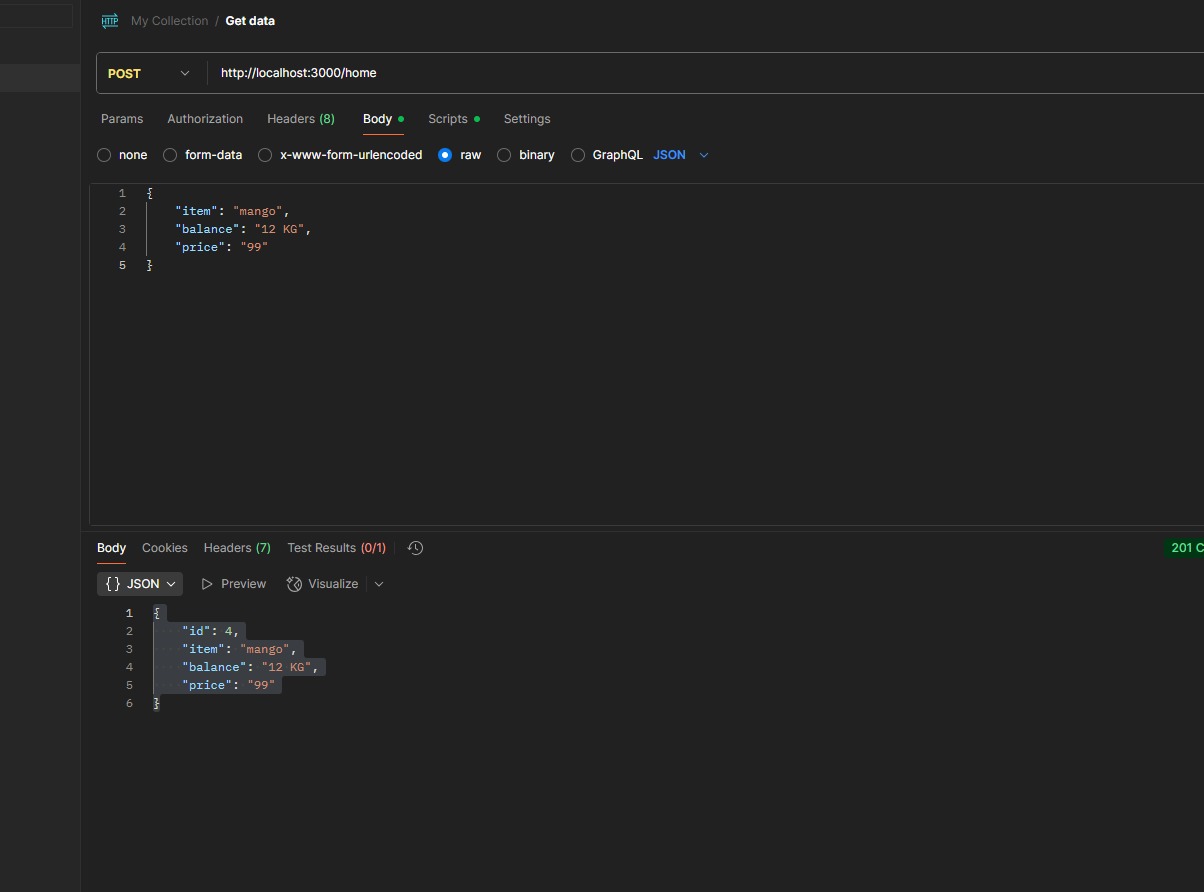 HTTP My Collection / Get data
POST http://localhost:3000/home
Params Authorization Headers (8) Body Scripts Settings
none form-data x-www-form-urlencoded raw binary GraphQL JSON
1 {
2 "item": "mango",
3 "balance": "12 KG",
4 "price": "99"
5 }
Body Cookies Headers (7) Test Results (0/1) 201 C
{} JSON Preview Visualize
1 {
2 "id": 4,
3 "item": "mango",
4 "balance": "12 KG",
5 "price": "99"
6 }